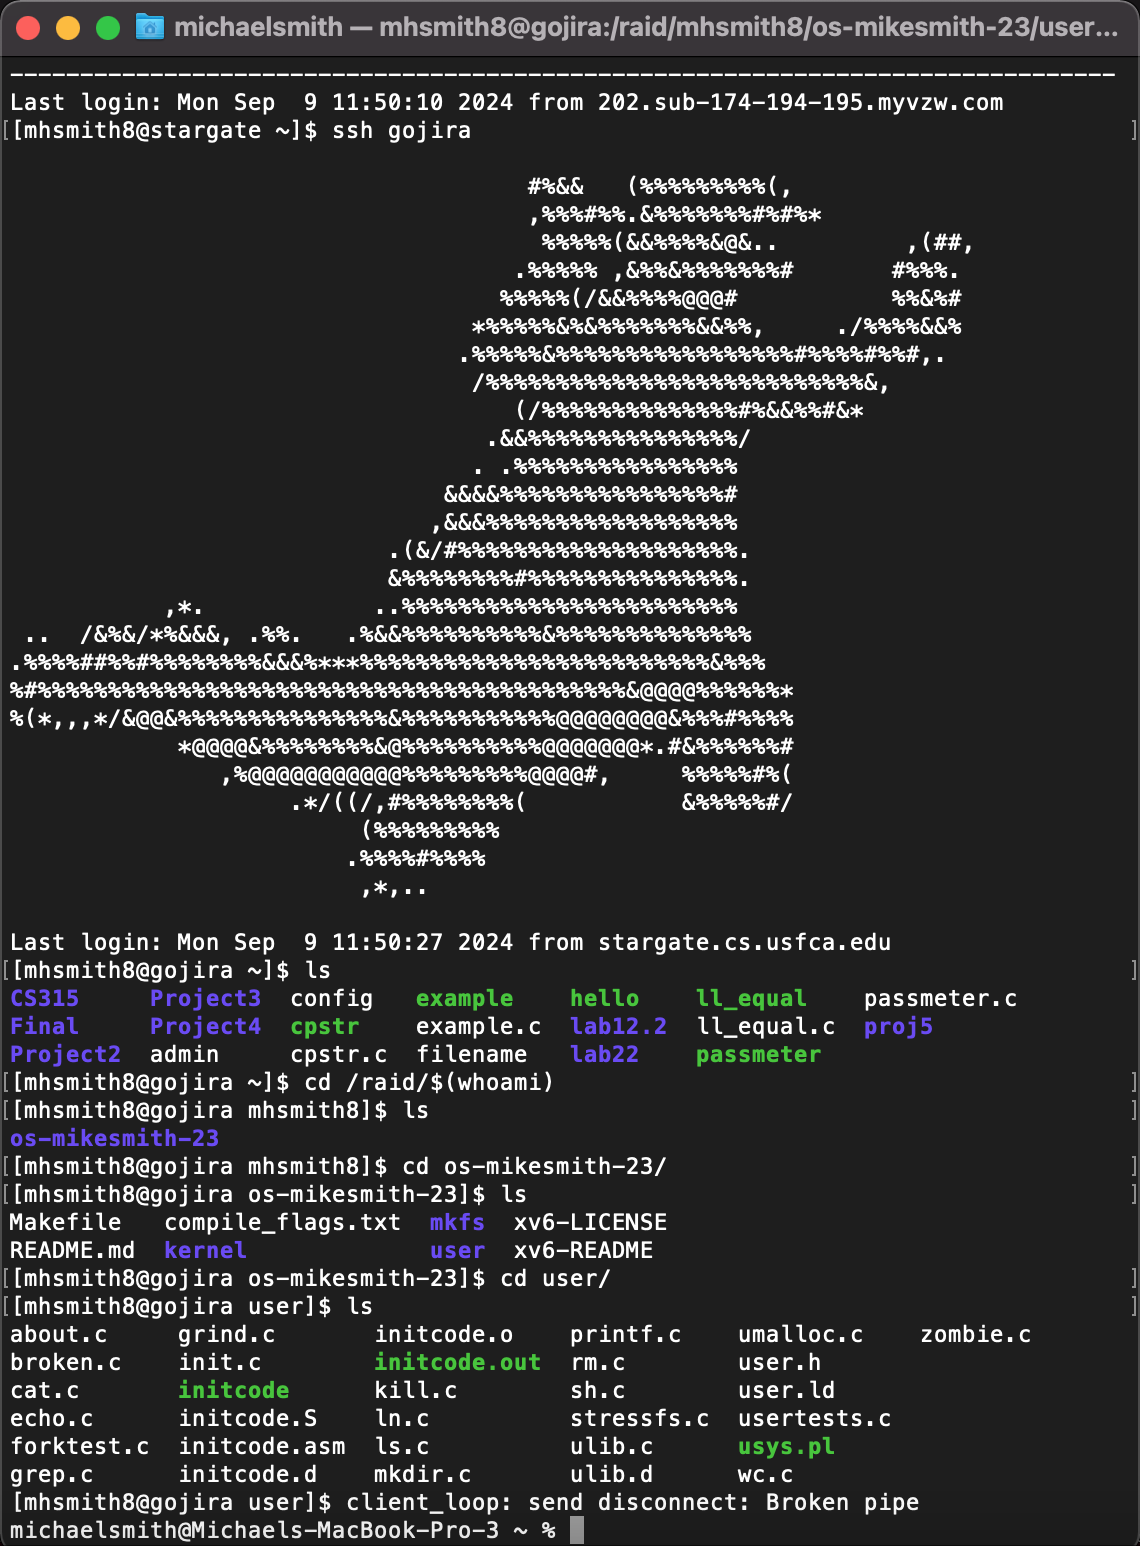 michaelsmith — mhsmith8@gojira:/raid/mhsmith8/os-mikesmith-23/user...
-------------------------------------------------------------------------------
Last login: Mon Sep  9 11:50:10 2024 from 202.sub-174-194-195.myvzw.com
[[mhsmith8@stargate ~]$ ssh gojira ]
                                     #%&&   (%%%%%%%%%(,
                                     ,%%%#%%.&%%%%%%%#%#%*
                                      %%%%%(&&%%%%&@&..         ,(##,
                                    .%%%%% ,&%%&%%%%%%%#       #%%%.
                                   %%%%%(/&&%%%%@@@#           %%&%#
                                 *%%%%%&%&%%%%%%%&&%%,     ./%%%%&&%
                                .%%%%%&%%%%%%%%%%%%%%%%%#%%%%#%%#,.
                                 /%%%%%%%%%%%%%%%%%%%%%%%%%%%&,
                                    (/%%%%%%%%%%%%%%#%&&%%#&*
                                  .&&%%%%%%%%%%%%%%%/
                                 . .%%%%%%%%%%%%%%%%
                               &&&&%%%%%%%%%%%%%%%%#
                              ,&&&%%%%%%%%%%%%%%%%%%
                           .(&/#%%%%%%%%%%%%%%%%%%%%.
                           &%%%%%%%%#%%%%%%%%%%%%%%%.
           ,*.            ..%%%%%%%%%%%%%%%%%%%%%%%%
 ..  /&%&/*%&&&, .%%.   .%&&%%%%%%%%%%&%%%%%%%%%%%%%%
.%%%%##%%#%%%%%%%%&&&%***%%%%%%%%%%%%%%%%%%%%%%%%%&%%%
%#%%%%%%%%%%%%%%%%%%%%%%%%%%%%%%%%%%%%%%%%%%&@@@@%%%%%%*
%(*,,,*/&@@&%%%%%%%%%%%%%%%&%%%%%%%%%%%@@@@@@@@&%%%#%%%%
            *@@@@&%%%%%%%%&@%%%%%%%%%%@@@@@@@*.#&%%%%%%#
               ,%@@@@@@@@@@@%%%%%%%%%@@@@#,     %%%%%#%(
                    .*/((/,#%%%%%%%%(           &%%%%%#/
                         (%%%%%%%%%
                        .%%%%#%%%%
                         ,*,..
Last login: Mon Sep  9 11:50:27 2024 from stargate.cs.usfca.edu
[[mhsmith8@gojira ~]$ ls ]
CS315     Project3  config   example    hello    ll_equal    passmeter.c
Final     Project4  cpstr    example.c  lab12.2  ll_equal.c  proj5
Project2  admin     cpstr.c  filename   lab22    passmeter
[[mhsmith8@gojira ~]$ cd /raid/$(whoami) ]
[[mhsmith8@gojira mhsmith8]$ ls ]
os-mikesmith-23
[[mhsmith8@gojira mhsmith8]$ cd os-mikesmith-23/ ]
[[mhsmith8@gojira os-mikesmith-23]$ ls ]
Makefile   compile_flags.txt  mkfs  xv6-LICENSE
README.md  kernel             user  xv6-README
[[mhsmith8@gojira os-mikesmith-23]$ cd user/ ]
[[mhsmith8@gojira user]$ ls ]
about.c     grind.c       initcode.o    printf.c    umalloc.c    zombie.c
broken.c    init.c        initcode.out  rm.c        user.h
cat.c       initcode      kill.c        sh.c        user.ld
echo.c      initcode.S    ln.c          stressfs.c  usertests.c
forktest.c  initcode.asm  ls.c          ulib.c      usys.pl
grep.c      initcode.d    mkdir.c       ulib.d      wc.c
[mhsmith8@gojira user]$ client_loop: send disconnect: Broken pipe
michaelsmith@Michaels-MacBook-Pro-3 ~ %